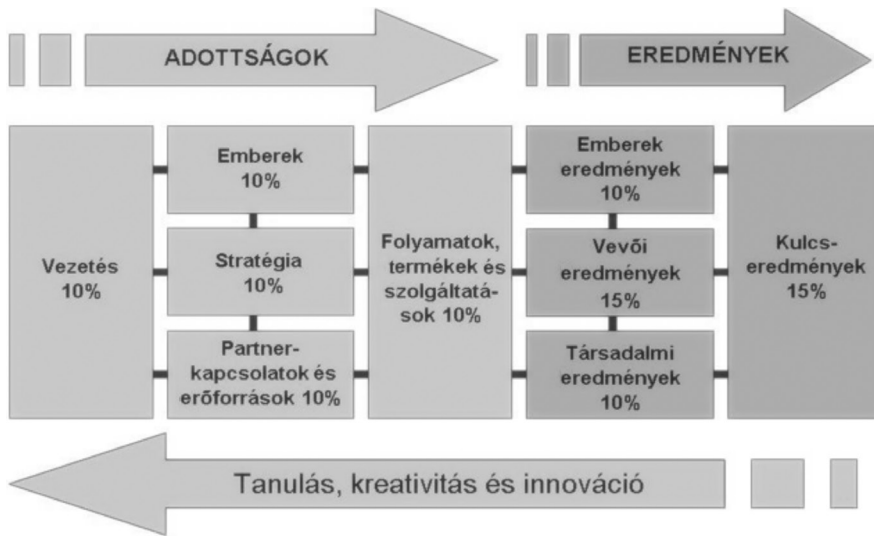 ADOTTSÁGOK
EREDMÉNYEK
Vezetés
10%
Emberek
10%
Stratégia
10%
Partner-
kapcsolatok és
erőforrások 10%
Folyamatok,
termékek és
szolgáltatá-
sok 10%
Emberek
eredmények
10%
Vevői
eredmények
15%
Társadalmi
eredmények
10%
Kulcs-
eredmények
15%
Tanulás, kreativitás és innováció